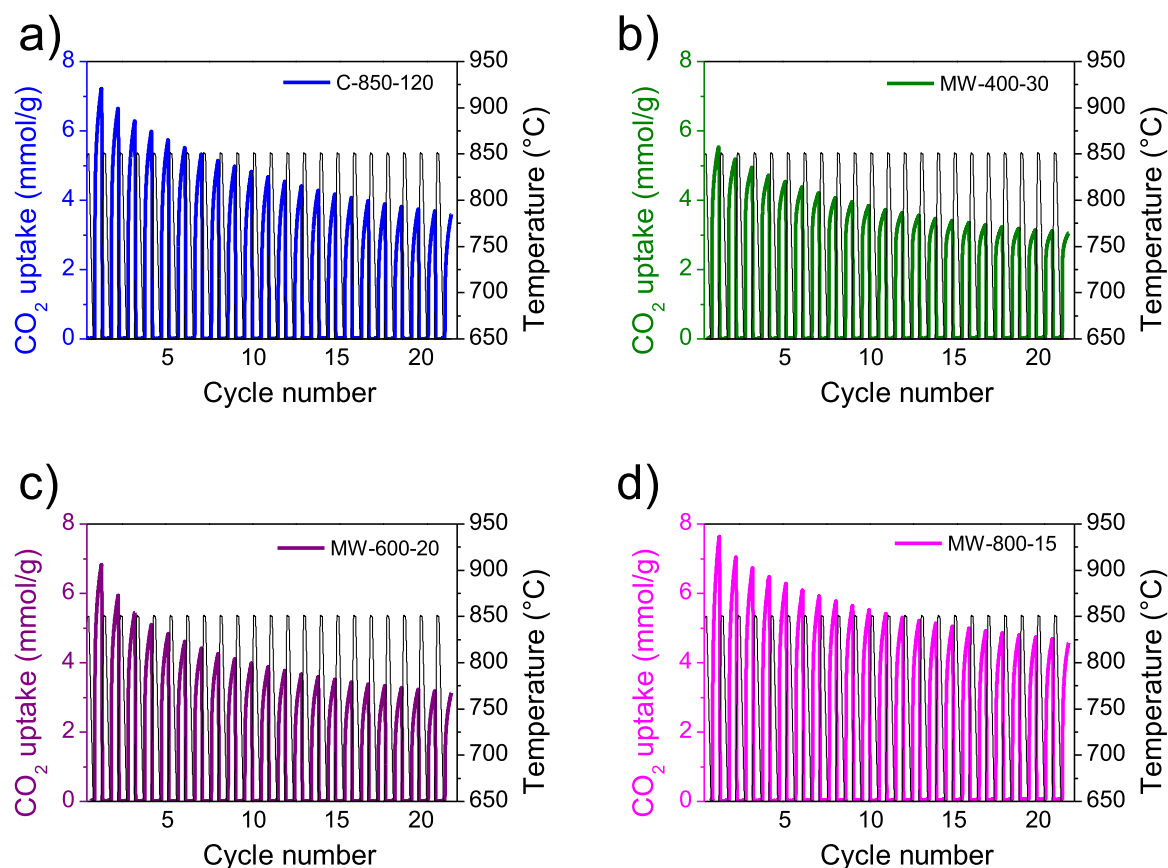 a)
C-850-120
CO2 uptake (mmol/g)
8
6
4
2
0
950
900
850
800
750
700
650
Temperature (°C)
5 10 15 20
Cycle number
b)
MW-400-30
CO2 uptake (mmol/g)
8
6
4
2
0
950
900
850
800
750
700
650
Temperature (°C)
5 10 15 20
Cycle number
c)
MW-600-20
CO2 uptake (mmol/g)
8
6
4
2
0
950
900
850
800
750
700
650
Temperature (°C)
5 10 15 20
Cycle number
d)
MW-800-15
CO2 uptake (mmol/g)
8
6
4
2
0
950
900
850
800
750
700
650
Temperature (°C)
5 10 15 20
Cycle number